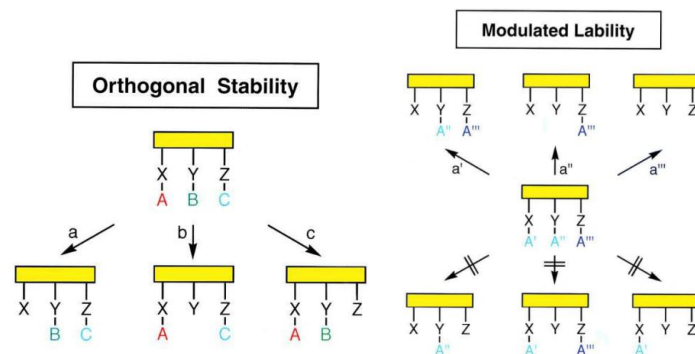 Modulated Lability
Orthogonal Stability
X Y Z
A'' A'''
X Y Z
A'''
X Y Z
a' a'' a'''
X Y Z
A B C
X Y Z
A' A'' A'''
a b c
X Y Z
B C
X Y Z
A C
X Y Z
A B
X Y Z
A''
X Y Z
A' A'''
X Y Z
A'